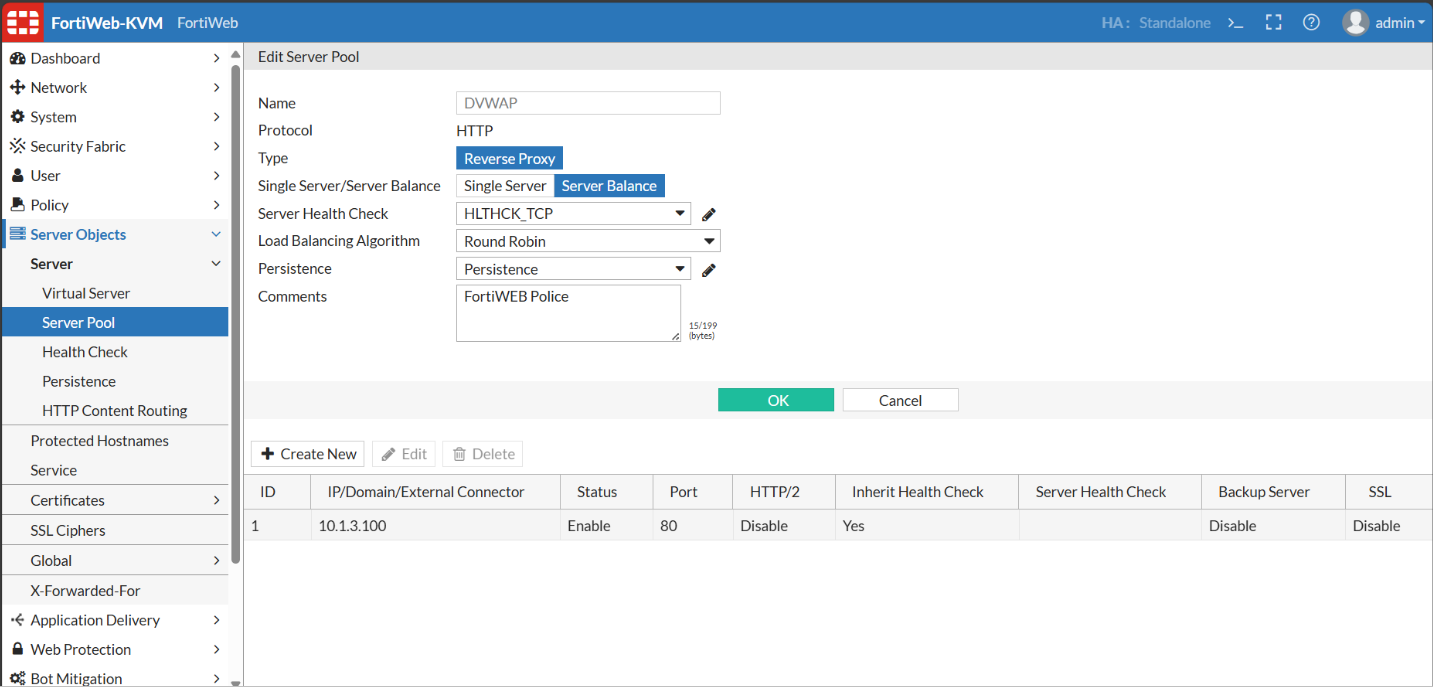 FortiWeb-KVM FortiWeb HA: Standalone >_ admin
Dashboard
Network
System
Security Fabric
User
Policy
Server Objects
Server
Virtual Server
Server Pool
Health Check
Persistence
HTTP Content Routing
Protected Hostnames
Service
Certificates
SSL Ciphers
Global
X-Forwarded-For
Application Delivery
Web Protection
Bot Mitigation
Edit Server Pool
Name DVWAP
Protocol HTTP
Type Reverse Proxy
Single Server/Server Balance Single Server Server Balance
Server Health Check HLTHCK_TCP
Load Balancing Algorithm Round Robin
Persistence Persistence
Comments FortiWEB Police
15/199
(bytes)
OK Cancel
Create New Edit Delete
ID IP/Domain/External Connector Status Port HTTP/2 Inherit Health Check Server Health Check Backup Server SSL
1 10.1.3.100 Enable 80 Disable Yes Disable Disable